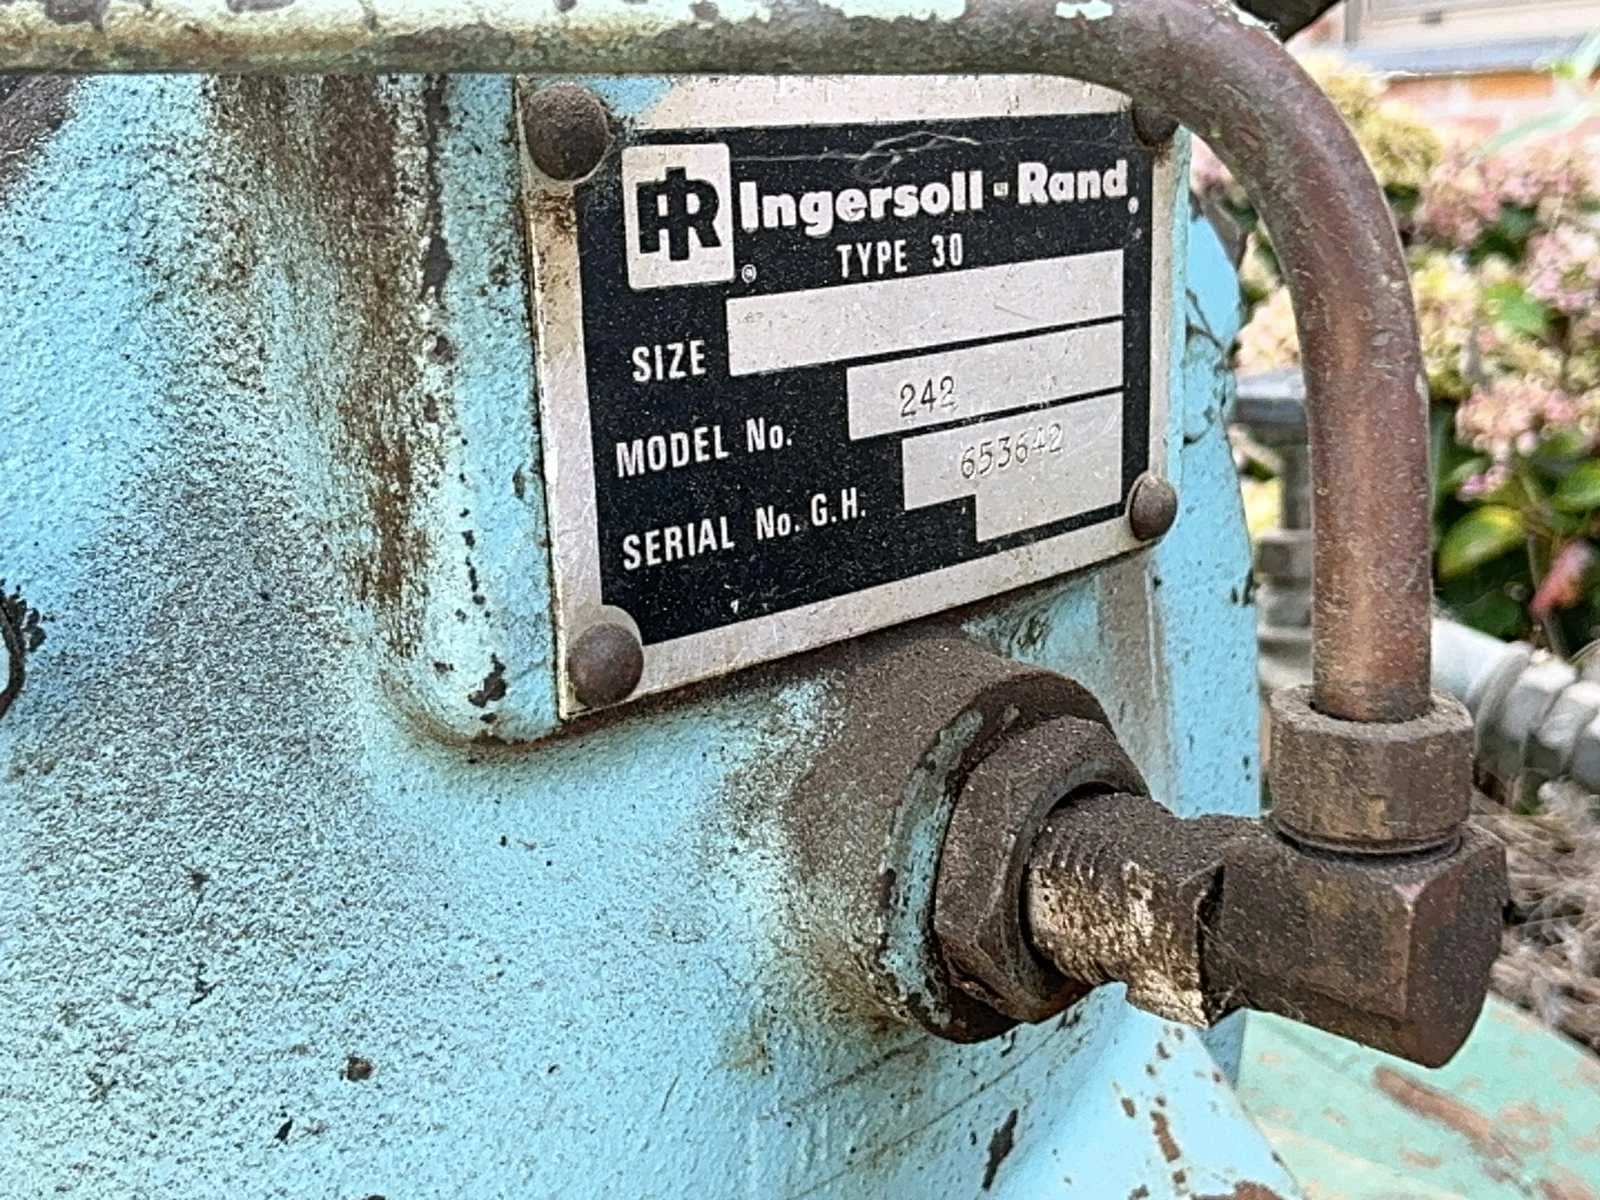 IR Ingersoll-Rand®
®
TYPE 30
SIZE
MODEL No. 242
SERIAL No. G.H. 653642